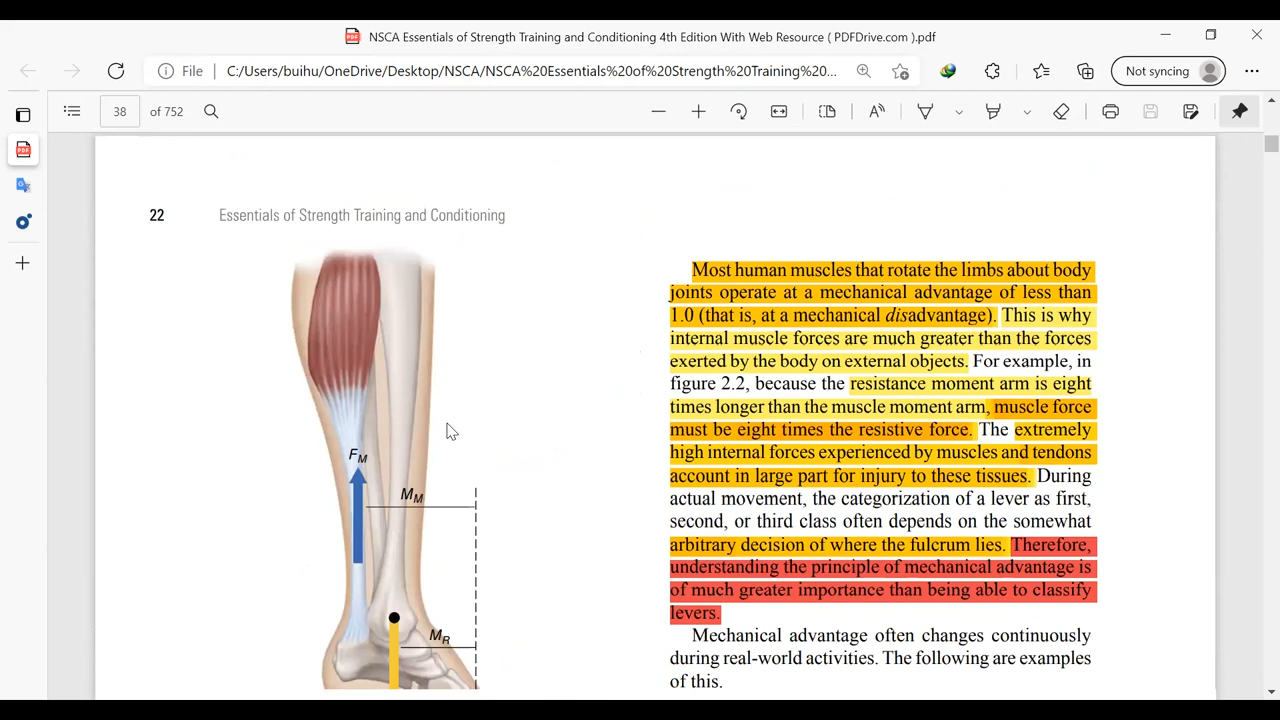 NSCA Essentials of Strength Training and Conditioning 4th Edition With Web Resource ( PDFDrive.com ).pdf
File
C:/Users/buihu/OneDrive/Desktop/NSCA/NSCA%20Essentials%20of%20Strength%20Training%20...
Not syncing
38 of 752
22 Essentials of Strength Training and Conditioning
FM
MM
MR
Most human muscles that rotate the limbs about body
joints operate at a mechanical advantage of less than
1.0 (that is, at a mechanical disadvantage). This is why
internal muscle forces are much greater than the forces
exerted by the body on external objects. For example, in
figure 2.2, because the resistance moment arm is eight
times longer than the muscle moment arm, muscle force
must be eight times the resistive force. The extremely
high internal forces experienced by muscles and tendons
account in large part for injury to these tissues. During
actual movement, the categorization of a lever as first,
second, or third class often depends on the somewhat
arbitrary decision of where the fulcrum lies. Therefore,
understanding the principle of mechanical advantage is
of much greater importance than being able to classify
levers.
Mechanical advantage often changes continuously
during real-world activities. The following are examples
of this.